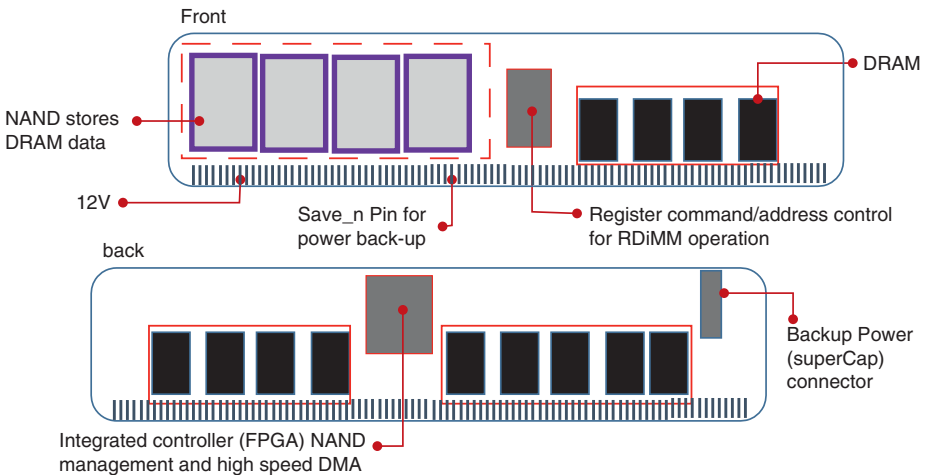 Front
DRAM
NAND stores
DRAM data
12V
Save_n Pin for
power back-up
Register command/address control
for RDiMM operation
back
Backup Power
(superCap)
connector
Integrated controller (FPGA) NAND
management and high speed DMA